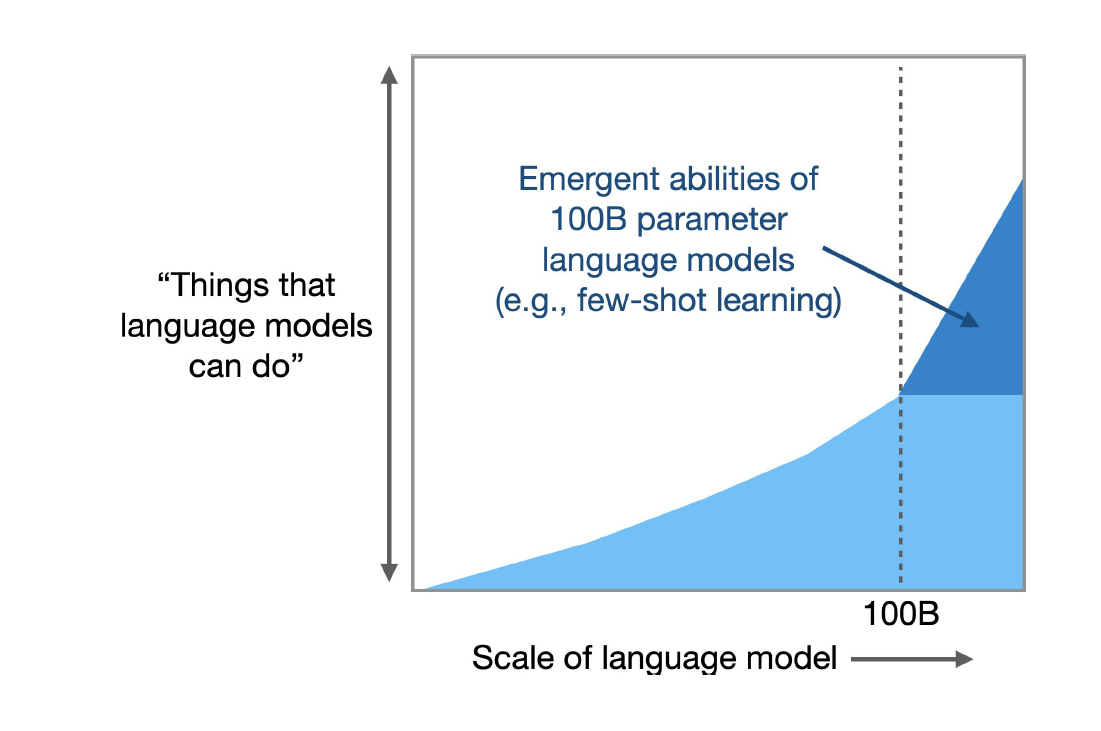 Emergent abilities of
100B parameter
language models
(e.g., few-shot learning)
“Things that
language models
can do”
100B
Scale of language model